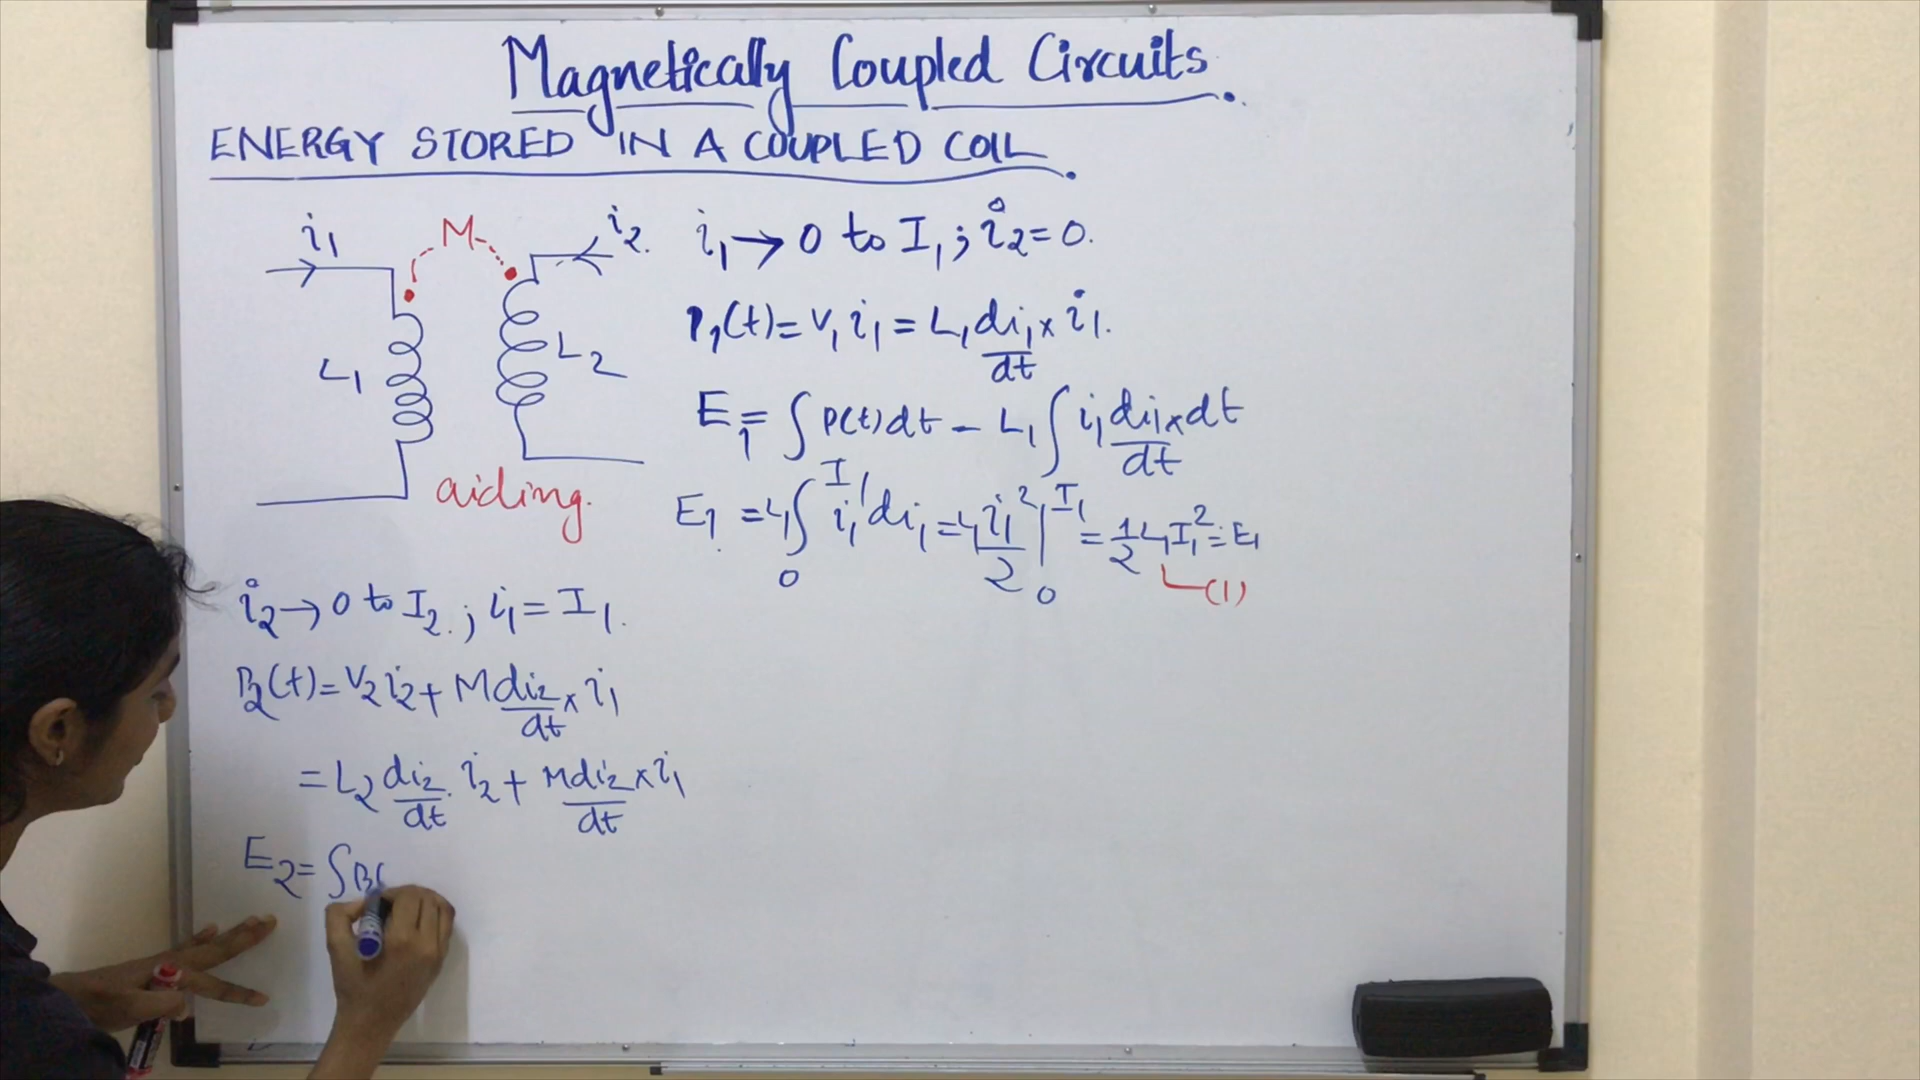 Magnetically Coupled Circuits.
ENERGY STORED IN A COUPLED COIL.
i₁ M i₂.
L₁ L₂
aiding.
i₁ → 0 to I₁ ; i₂ = 0.
P₁(t) = V₁ i₁ = L₁ di₁/dt × i₁.
E₁ = ∫ P(t) dt = L₁ ∫ i₁ di₁/dt × dt
E₁ = L₁ ∫₀^I₁ i₁ di₁ = L₁ i₁²/2 |₀^I₁ = 1/2 L₁ I₁² = E₁
(1)
i₂ → 0 to I₂. ; i₁ = I₁.
P₂(t) = V₂ i₂ + M di₂/dt × i₁
= L₂ di₂/dt . i₂ + M di₂/dt × i₁
E₂ = ∫ P₂(